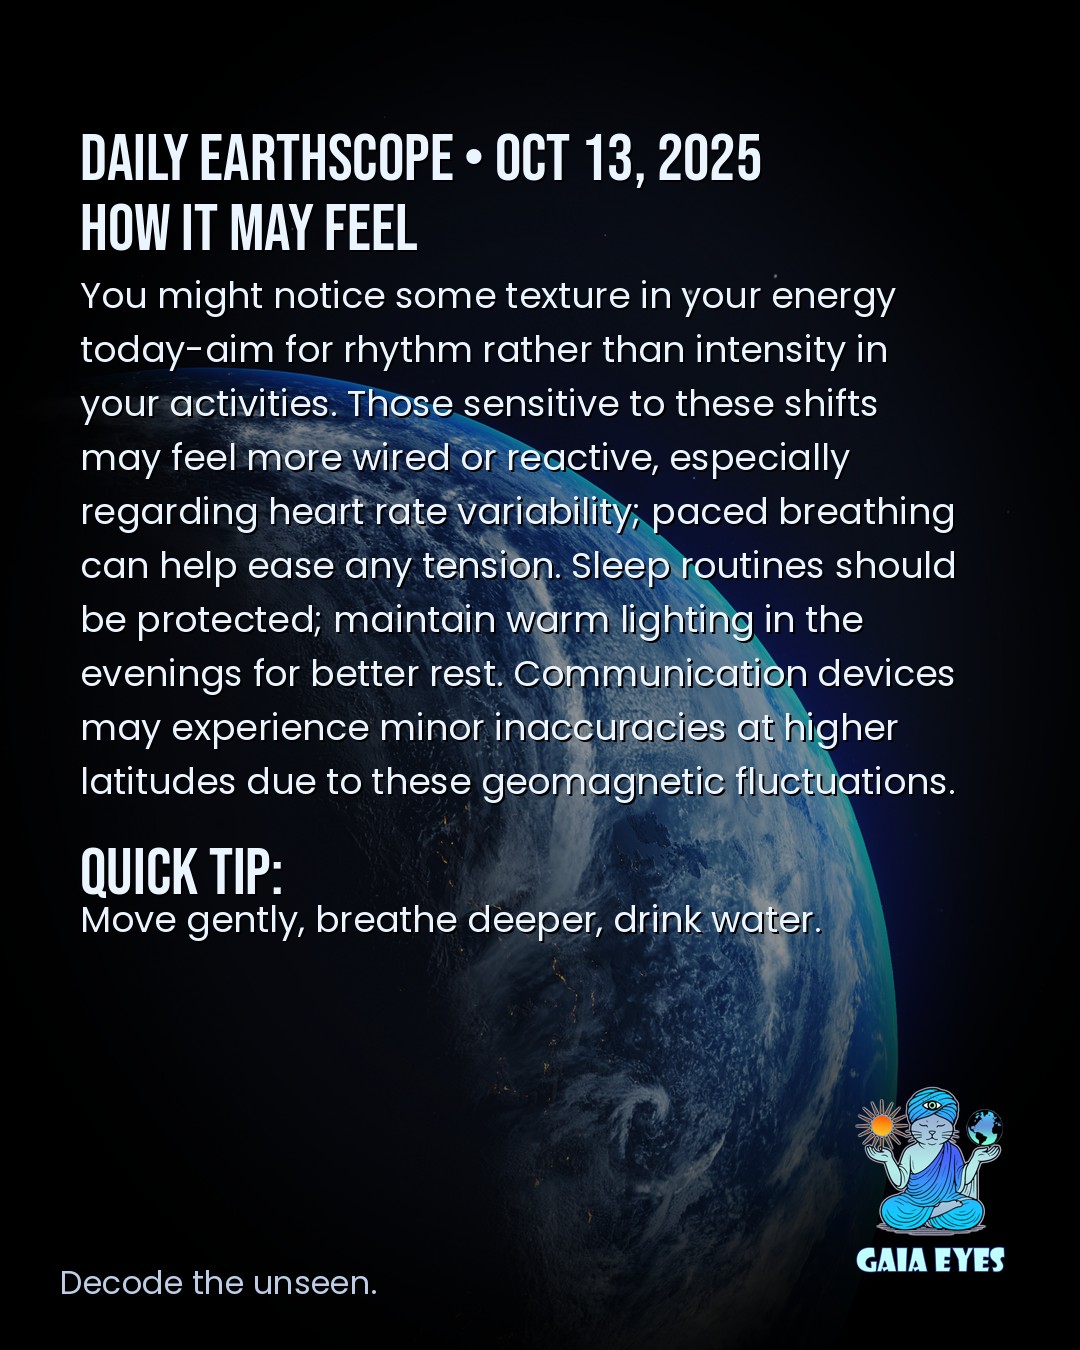 DAILY EARTHSCOPE • OCT 13, 2025
HOW IT MAY FEEL
You might notice some texture in your energy
today-aim for rhythm rather than intensity in
your activities. Those sensitive to these shifts
may feel more wired or reactive, especially
regarding heart rate variability; paced breathing
can help ease any tension. Sleep routines should
be protected; maintain warm lighting in the
evenings for better rest. Communication devices
may experience minor inaccuracies at higher
latitudes due to these geomagnetic fluctuations.
QUICK TIP:
Move gently, breathe deeper, drink water.
GAIA EYES
Decode the unseen.